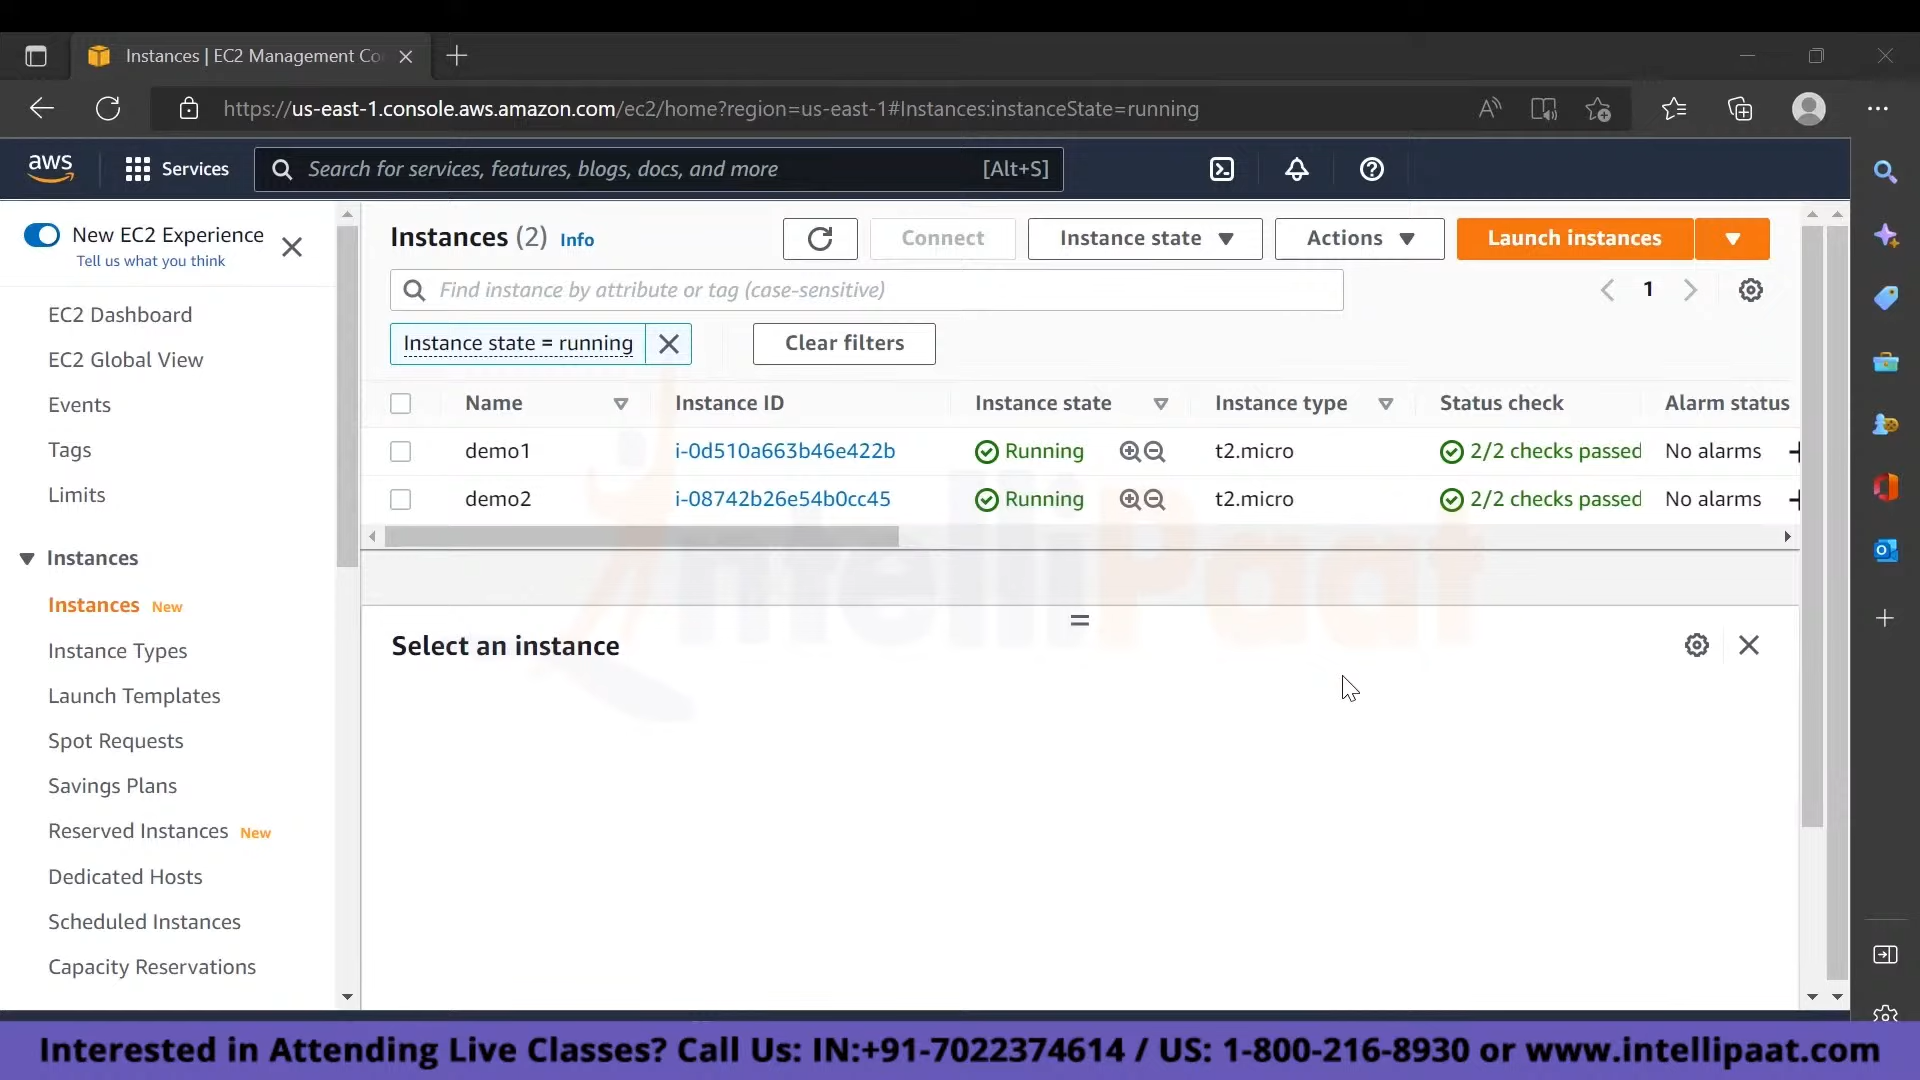 Instances | EC2 Management Co
https://us-east-1.console.aws.amazon.com/ec2/home?region=us-east-1#Instances:instanceState=running
aws
Services
Search for services, features, blogs, docs, and more
[Alt+S]
New EC2 Experience
Tell us what you think
EC2 Dashboard
EC2 Global View
Events
Tags
Limits
Instances
Instances New
Instance Types
Launch Templates
Spot Requests
Savings Plans
Reserved Instances New
Dedicated Hosts
Scheduled Instances
Capacity Reservations
Instances (2) Info
Connect
Instance state
Actions
Launch instances
Find instance by attribute or tag (case-sensitive)
1
Instance state = running
Clear filters
Name Instance ID Instance state Instance type Status check Alarm status
demo1 i-0d510a663b46e422b Running t2.micro 2/2 checks passed No alarms
demo2 i-08742b26e54b0cc45 Running t2.micro 2/2 checks passed No alarms
Select an instance
IntelliPaat
Interested in Attending Live Classes? Call Us: IN:+91-7022374614 / US: 1-800-216-8930 or www.intellipaat.com